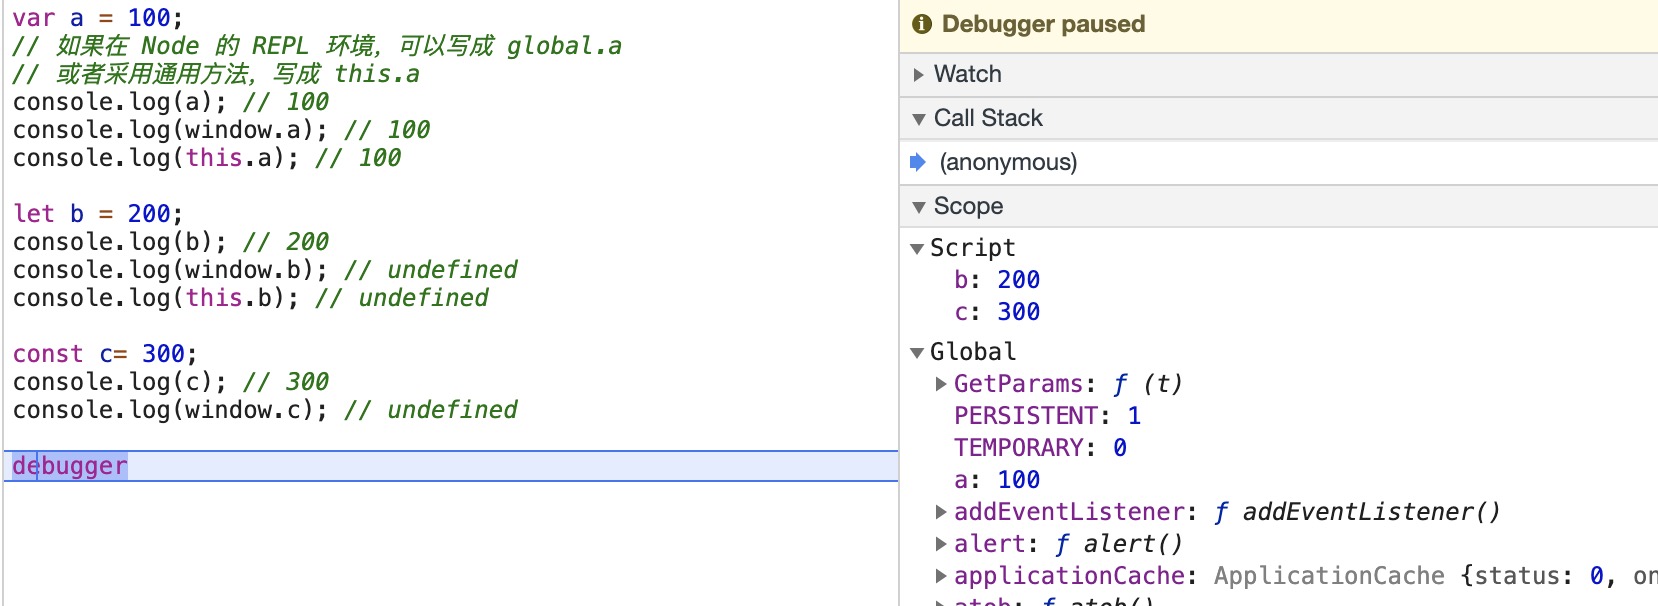 var a = 100;
// 如果在 Node 的 REPL 环境，可以写成 global.a
// 或者采用通用方法，写成 this.a
console.log(a); // 100
console.log(window.a); // 100
console.log(this.a); // 100
let b = 200;
console.log(b); // 200
console.log(window.b); // undefined
console.log(this.b); // undefined
const c= 300;
console.log(c); // 300
console.log(window.c); // undefined
debugger
Debugger paused
Watch
Call Stack
(anonymous)
Scope
Script
b: 200
c: 300
Global
GetParams: ƒ (t)
PERSISTENT: 1
TEMPORARY: 0
a: 100
addEventListener: ƒ addEventListener()
alert: ƒ alert()
applicationCache: ApplicationCache {status: 0, on
atob: ƒ atob()